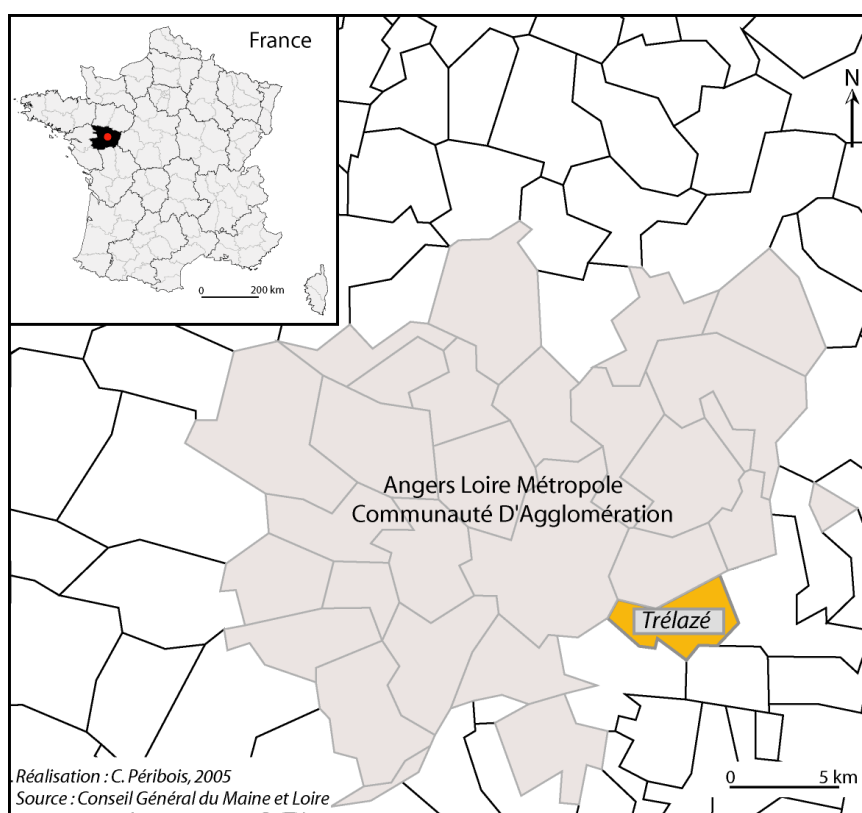 France
N
0 200 km
Angers Loire Métropole
Communauté D'Agglomération
Trélazé
Réalisation : C. Péribois, 2005
Source : Conseil Général du Maine et Loire
0 5 km